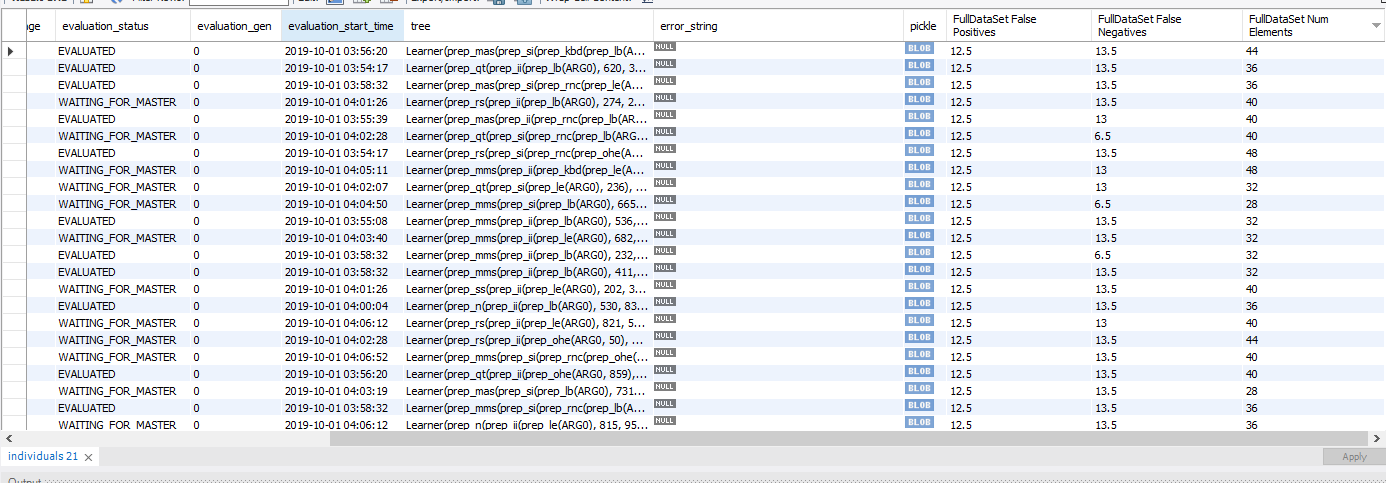 ge evaluation_status evaluation_gen evaluation_start_time tree error_string pickle FullDataSet False Positives FullDataSet False Negatives FullDataSet Num Elements
EVALUATED 0 2019-10-01 03:56:20 Learner(prep_mas(prep_si(prep_kbd(prep_lb(A... NULL BLOB 12.5 13.5 44
EVALUATED 0 2019-10-01 03:54:17 Learner(prep_qt(prep_ii(prep_lb(ARG0), 620, 3... NULL BLOB 12.5 13.5 36
EVALUATED 0 2019-10-01 03:58:32 Learner(prep_mas(prep_si(prep_rnc(prep_le(A... NULL BLOB 12.5 13.5 36
WAITING_FOR_MASTER 0 2019-10-01 04:01:26 Learner(prep_rs(prep_ii(prep_lb(ARG0), 274, 2... NULL BLOB 12.5 13.5 40
EVALUATED 0 2019-10-01 03:55:39 Learner(prep_mas(prep_ii(prep_rnc(prep_lb(AR... NULL BLOB 12.5 13 40
WAITING_FOR_MASTER 0 2019-10-01 04:02:28 Learner(prep_qt(prep_si(prep_rnc(prep_lb(ARG... NULL BLOB 12.5 6.5 40
EVALUATED 0 2019-10-01 03:54:17 Learner(prep_rs(prep_si(prep_rnc(prep_ohe(A... NULL BLOB 12.5 13.5 48
WAITING_FOR_MASTER 0 2019-10-01 04:05:11 Learner(prep_mms(prep_ii(prep_kbd(prep_le(A... NULL BLOB 12.5 13 48
WAITING_FOR_MASTER 0 2019-10-01 04:02:07 Learner(prep_qt(prep_si(prep_le(ARG0), 236), ... NULL BLOB 12.5 13 32
WAITING_FOR_MASTER 0 2019-10-01 04:04:50 Learner(prep_mms(prep_si(prep_lb(ARG0), 665... NULL BLOB 12.5 6.5 28
EVALUATED 0 2019-10-01 03:55:08 Learner(prep_mms(prep_ii(prep_lb(ARG0), 536,... NULL BLOB 12.5 13.5 32
WAITING_FOR_MASTER 0 2019-10-01 04:03:40 Learner(prep_mms(prep_ii(prep_le(ARG0), 682,... NULL BLOB 12.5 13.5 32
EVALUATED 0 2019-10-01 03:58:32 Learner(prep_mms(prep_ii(prep_le(ARG0), 232,... NULL BLOB 12.5 6.5 32
EVALUATED 0 2019-10-01 03:58:32 Learner(prep_mms(prep_ii(prep_lb(ARG0), 411,... NULL BLOB 12.5 13.5 32
WAITING_FOR_MASTER 0 2019-10-01 04:01:26 Learner(prep_ss(prep_ii(prep_le(ARG0), 202, 3... NULL BLOB 12.5 13.5 40
EVALUATED 0 2019-10-01 04:00:04 Learner(prep_n(prep_ii(prep_lb(ARG0), 530, 83... NULL BLOB 12.5 13.5 36
WAITING_FOR_MASTER 0 2019-10-01 04:06:12 Learner(prep_rs(prep_ii(prep_le(ARG0), 821, 5... NULL BLOB 12.5 13 40
WAITING_FOR_MASTER 0 2019-10-01 04:02:28 Learner(prep_rs(prep_ii(prep_ohe(ARG0), 50), ... NULL BLOB 12.5 13.5 44
WAITING_FOR_MASTER 0 2019-10-01 04:06:52 Learner(prep_mms(prep_si(prep_rnc(prep_ohe(... NULL BLOB 12.5 13.5 40
EVALUATED 0 2019-10-01 03:56:20 Learner(prep_qt(prep_ii(prep_ohe(ARG0), 859),... NULL BLOB 12.5 13.5 40
WAITING_FOR_MASTER 0 2019-10-01 04:03:19 Learner(prep_mas(prep_si(prep_lb(ARG0), 731... NULL BLOB 12.5 13.5 28
EVALUATED 0 2019-10-01 03:58:32 Learner(prep_mms(prep_si(prep_rnc(prep_lb(A... NULL BLOB 12.5 13.5 36
WAITING_FOR_MASTER 0 2019-10-01 04:06:12 Learner(prep_n(prep_ii(prep_le(ARG0), 815, 95... NULL BLOB 12.5 13.5 36
individuals 21 Apply
Output